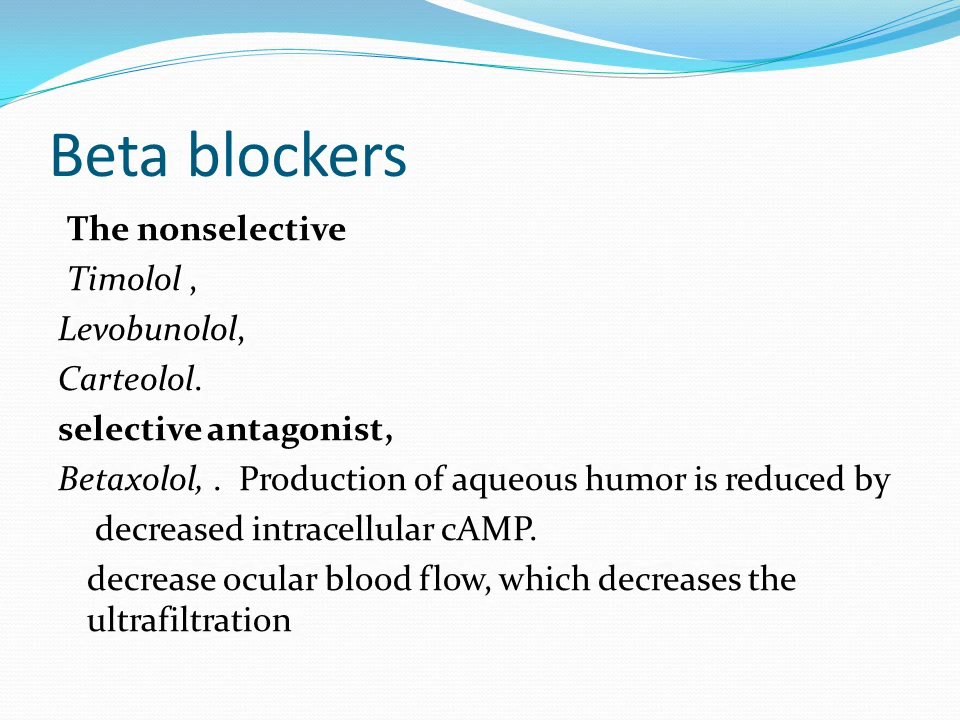 Beta blockers
The nonselective
Timolol ,
Levobunolol,
Carteolol.
selective antagonist,
Betaxolol, .  Production of aqueous humor is reduced by
decreased intracellular cAMP.
decrease ocular blood flow, which decreases the
ultrafiltration